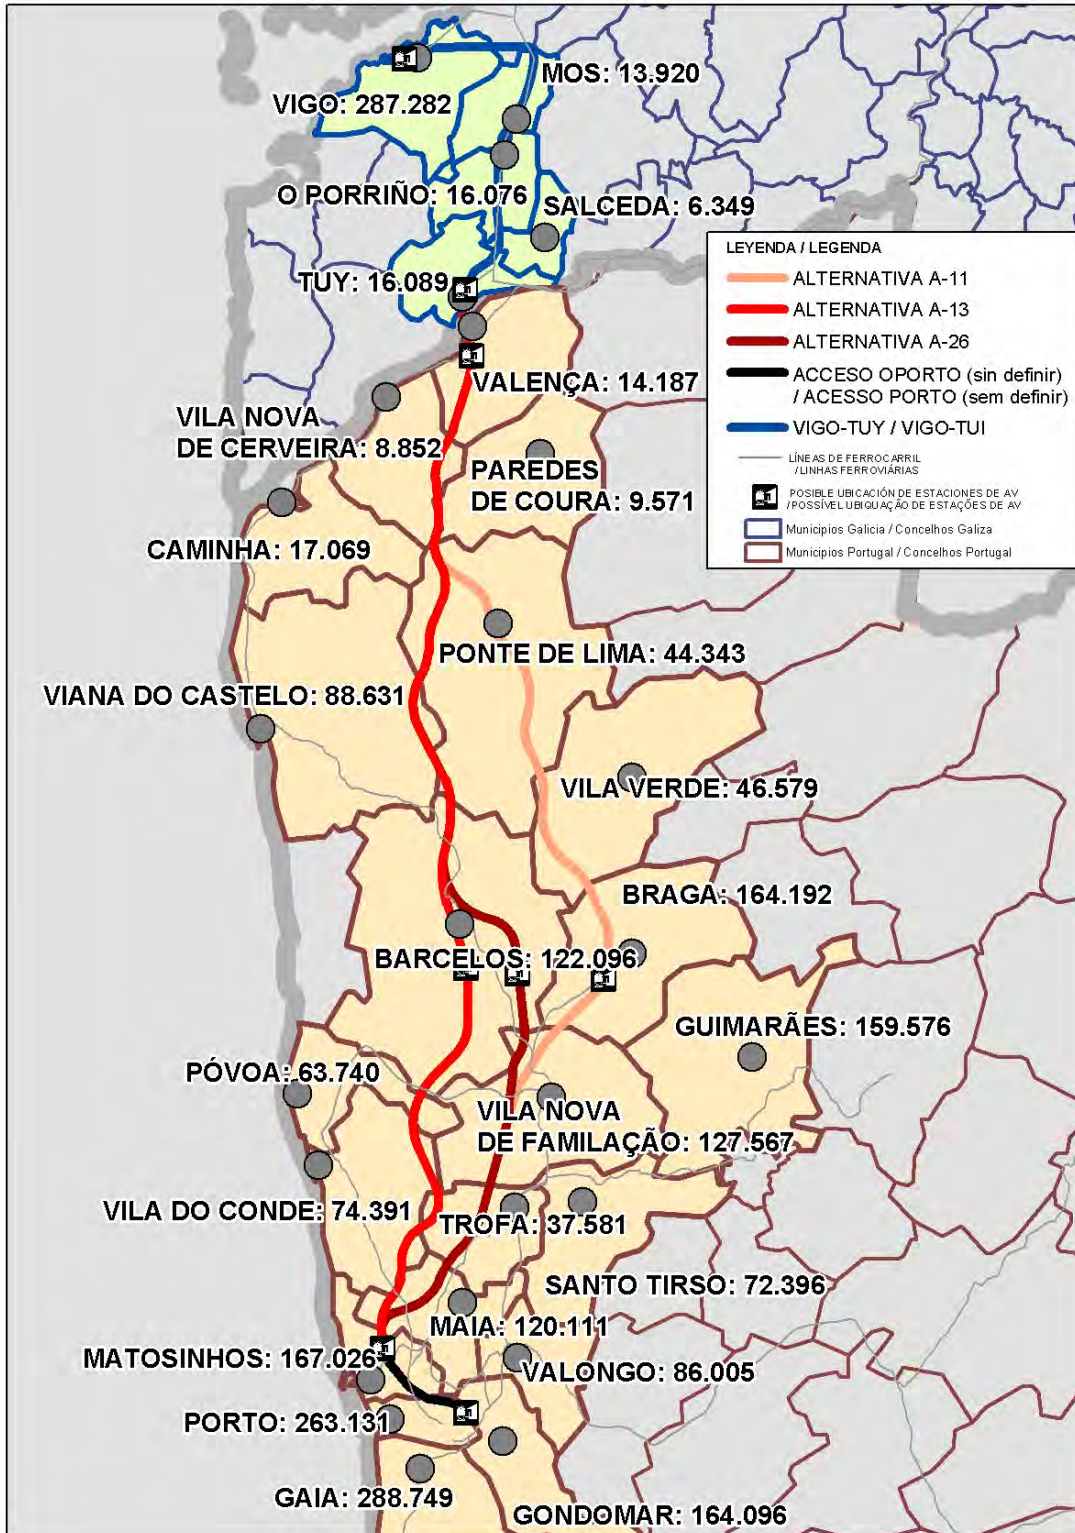 MOS: 13.920
VIGO: 287.282
O PORRIÑO: 16.076
SALCEDA: 6.349
TUY: 16.089
LEYENDA / LEGENDA
ALTERNATIVA A-11
ALTERNATIVA A-13
ALTERNATIVA A-26
ACCESO OPORTO (sin definir)
/ ACESSO PORTO (sem definir)
VIGO-TUY / VIGO-TUI
LÍNEAS DE FERROCARRIL
/ LINHAS FERROVIÁRIAS
POSIBLE UBICACIÓN DE ESTACIONES DE AV
/POSSÍVEL UBIQUAÇÃO DE ESTAÇÕES DE AV
Municipios Galicia / Concelhos Galiza
Municipios Portugal / Concelhos Portugal
VALENÇA: 14.187
VILA NOVA
DE CERVEIRA: 8.852
PAREDES
DE COURA: 9.571
CAMINHA: 17.069
PONTE DE LIMA: 44.343
VIANA DO CASTELO: 88.631
VILA VERDE: 46.579
BRAGA: 164.192
BARCELOS: 122.096
GUIMARÃES: 159.576
PÓVOA: 63.740
VILA NOVA
DE FAMILAÇÃO: 127.567
VILA DO CONDE: 74.391
TROFA: 37.581
SANTO TIRSO: 72.396
MAIA: 120.111
MATOSINHOS: 167.026
VALONGO: 86.005
PORTO: 263.131
GAIA: 288.749
GONDOMAR: 164.096